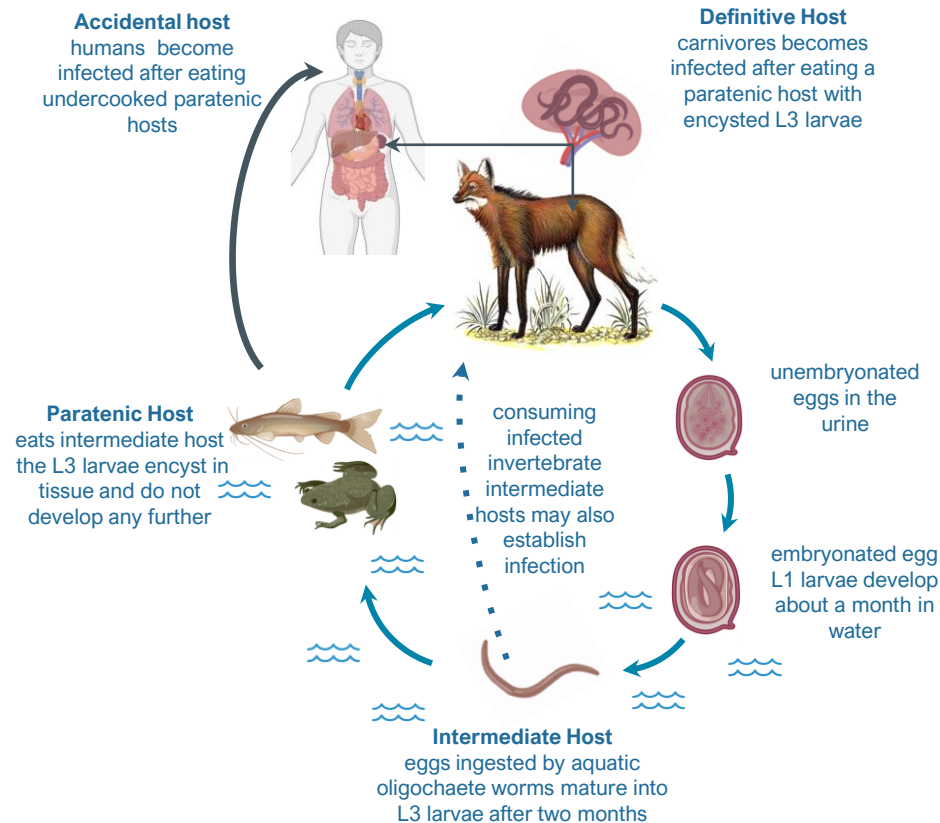 Accidental host
humans become
infected after eating
undercooked paratenic
hosts
Definitive Host
carnivores becomes
infected after eating a
paratenic host with
encysted L3 larvae
Paratenic Host
eats intermediate host
the L3 larvae encyst in
tissue and do not
develop any further
consuming
infected
invertebrate
intermediate
hosts may also
establish
infection
unembryonated
eggs in the
urine
embryonated egg
L1 larvae develop
about a month in
water
Intermediate Host
eggs ingested by aquatic
oligochaete worms mature into
L3 larvae after two months